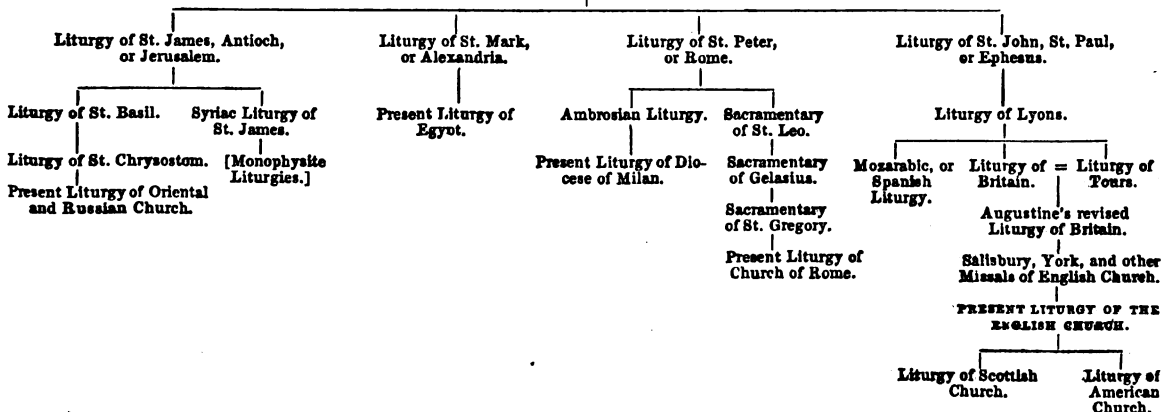 Liturgy of St. James, Antioch,
or Jerusalem.
Liturgy of St. Mark,
or Alexandria.
Liturgy of St. Peter,
or Rome.
Liturgy of St. John, St. Paul,
or Ephesus.
Liturgy of St. Basil.
Syriac Liturgy of
St. James.
Present Liturgy of
Egypt.
Ambrosian Liturgy.
Sacramentary
of St. Leo.
Liturgy of Lyons.
Liturgy of St. Chrysostom.
[Monophysite
Liturgies.]
Present Liturgy of Dio-
cese of Milan.
Sacramentary
of Gelasius.
Mozarabic, or
Spanish
Liturgy.
Liturgy of
Britain.
=
Liturgy of
Tours.
Present Liturgy of Oriental
and Russian Church.
Sacramentary
of St. Gregory.
Augustine's revised
Liturgy of Britain.
Present Liturgy of
Church of Rome.
Salisbury, York, and other
Missals of English Church.
PRESENT LITURGY OF THE
ENGLISH CHURCH.
Liturgy of Scottish
Church.
Liturgy of
American
Church.